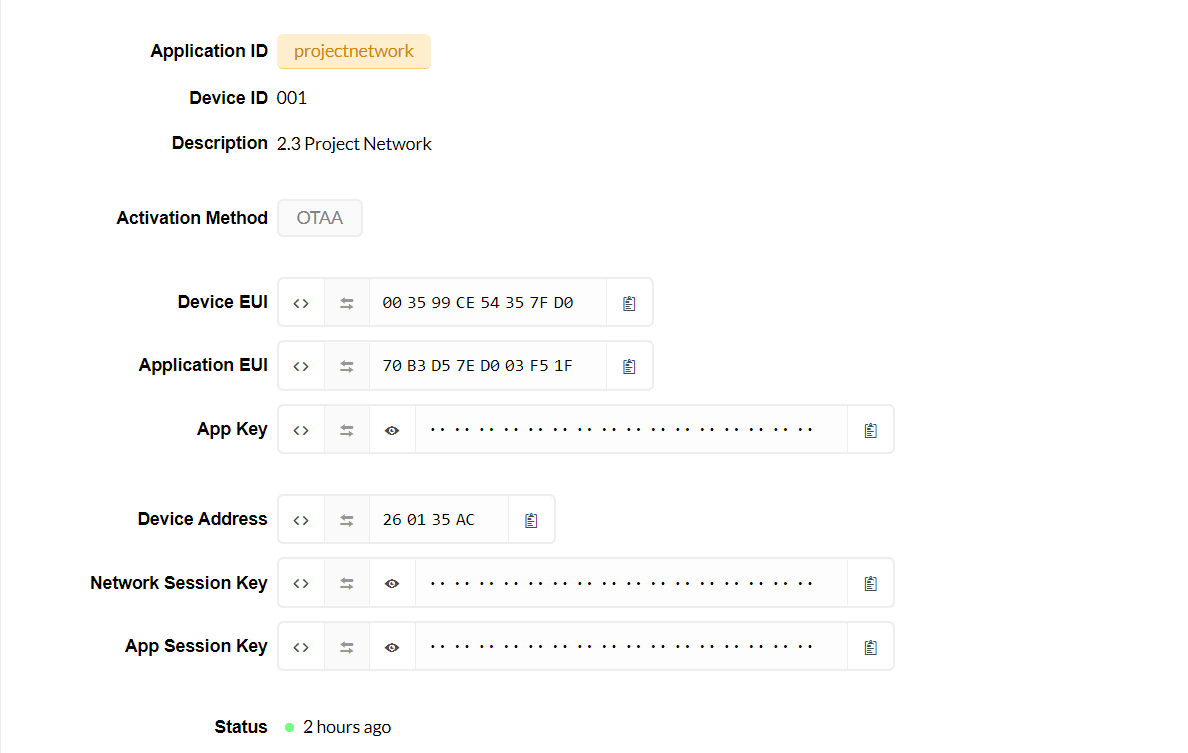 Application ID projectnetwork
Device ID 001
Description 2.3 Project Network
Activation Method OTAA
Device EUI <> 00 35 99 CE 54 35 7F D0
Application EUI <> 70 B3 D5 7E D0 03 F5 1F
App Key <>
Device Address <> 26 01 35 AC
Network Session Key <>
App Session Key <>
Status 2 hours ago